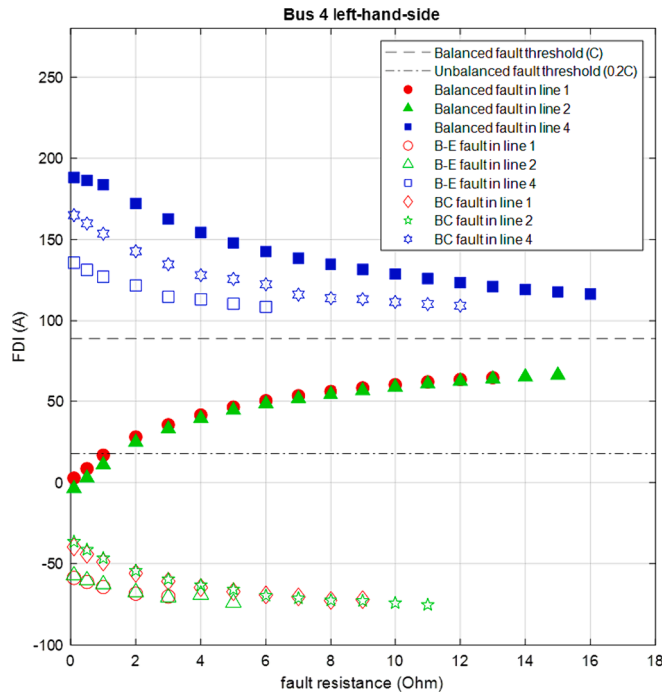 Bus 4 left-hand-side
Balanced fault threshold (C)
Unbalanced fault threshold (0.2C)
Balanced fault in line 1
Balanced fault in line 2
Balanced fault in line 4
B-E fault in line 1
B-E fault in line 2
B-E fault in line 4
BC fault in line 1
BC fault in line 2
BC fault in line 4
FDI (A)
250
200
150
100
50
0
-50
-100
0 2 4 6 8 10 12 14 16 18
fault resistance (Ohm)